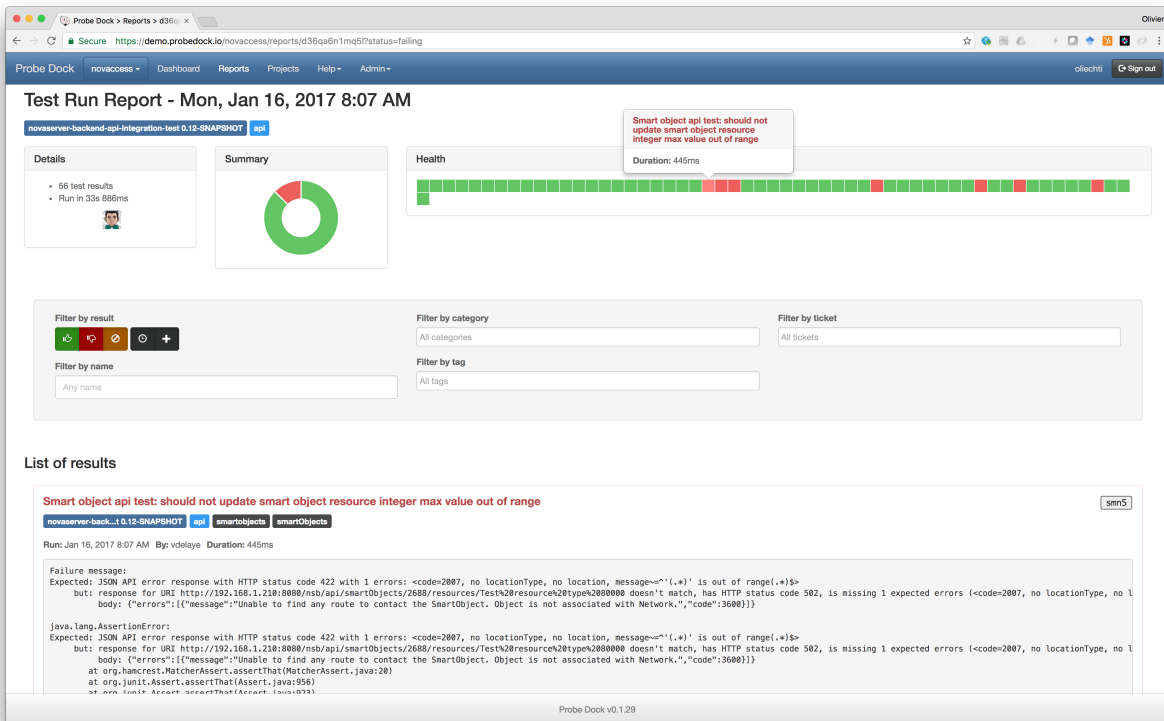 Probe Dock > Reports > d36q
Olivier
Secure https://demo.probedock.io/novaccess/reports/d36qa6n1mq5l?status=failing
Probe Dock novaccess Dashboard Reports Projects Help Admin oliechti Sign out
Test Run Report - Mon, Jan 16, 2017 8:07 AM
novaserver-backend-api-integration-test 0.12-SNAPSHOT api
Smart object api test: should not
update smart object resource
integer max value out of range
Duration: 445ms
Details
56 test results
Run in 33s 886ms
Summary
Health
Filter by result
Filter by name
Any name
Filter by category
All categories
Filter by tag
All tags
Filter by ticket
All tickets
List of results
Smart object api test: should not update smart object resource integer max value out of range
smn5
novaserver-back...t 0.12-SNAPSHOT api smartobjects smartObjects
Run: Jan 16, 2017 8:07 AM By: vdelaye Duration: 445ms
Failure message:
Expected: JSON API error response with HTTP status code 422 with 1 errors: <code=2007, no locationType, no location, message~=^'(.*)' is out of range(.*)$>
but: response for URI http://192.168.1.210:8080/nsb/api/smartObjects/2688/resources/Test%20resource%20type%2080000 doesn't match, has HTTP status code 502, is missing 1 expected errors (<code=2007, no locationType, no l
body: {"errors":[{"message":"Unable to find any route to contact the SmartObject. Object is not associated with Network.","code":3600}]}
java.lang.AssertionError:
Expected: JSON API error response with HTTP status code 422 with 1 errors: <code=2007, no locationType, no location, message~=^'(.*)' is out of range(.*)$>
but: response for URI http://192.168.1.210:8080/nsb/api/smartObjects/2688/resources/Test%20resource%20type%2080000 doesn't match, has HTTP status code 502, is missing 1 expected errors (<code=2007, no locationType, no l
body: {"errors":[{"message":"Unable to find any route to contact the SmartObject. Object is not associated with Network.","code":3600}]}
at org.hamcrest.MatcherAssert.assertThat(MatcherAssert.java:20)
at org.junit.Assert.assertThat(Assert.java:956)
at org.junit.Assert.assertThat(Assert.java:923)
Probe Dock v0.1.29